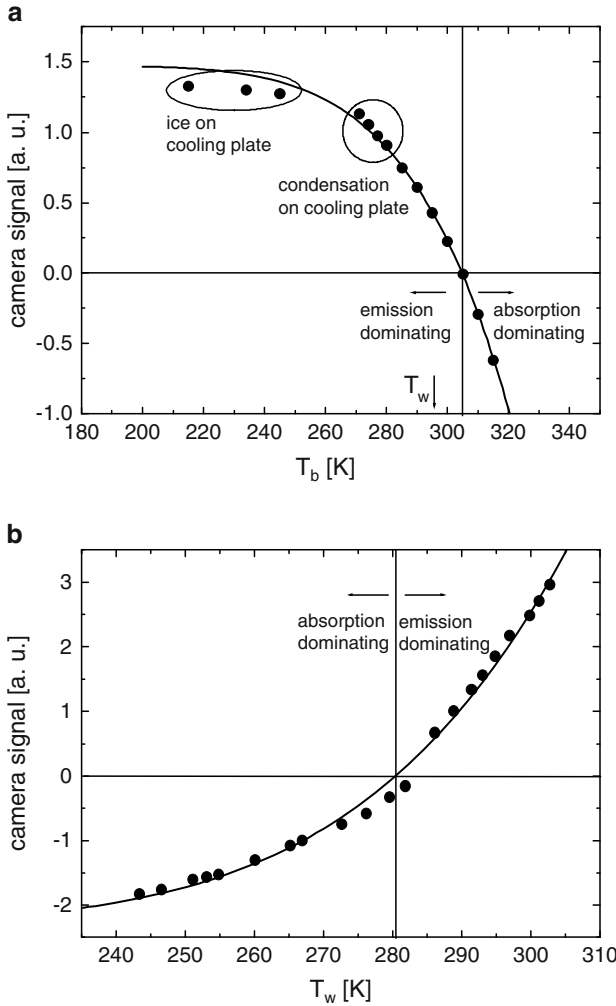 a
camera signal [a. u.]
1.5
1.0
0.5
0.0
-0.5
-1.0
ice on
cooling plate
condensation
on cooling plate
emission
dominating
absorption
dominating
T_w
180 200 220 240 260 280 300 320 340
T_b [K]
b
camera signal [a. u.]
3
2
1
0
-1
-2
absorption
dominating
emission
dominating
240 250 260 270 280 290 300 310
T_w [K]